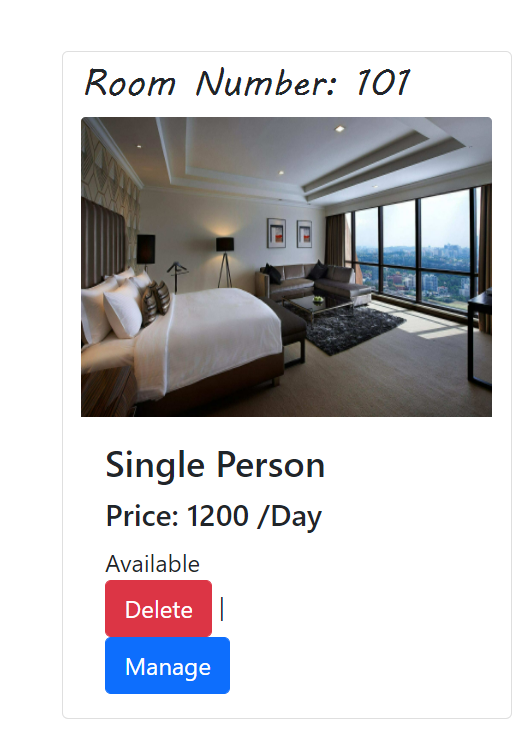 Room Number: 101
Single Person
Price: 1200 /Day
Available
Delete |
Manage